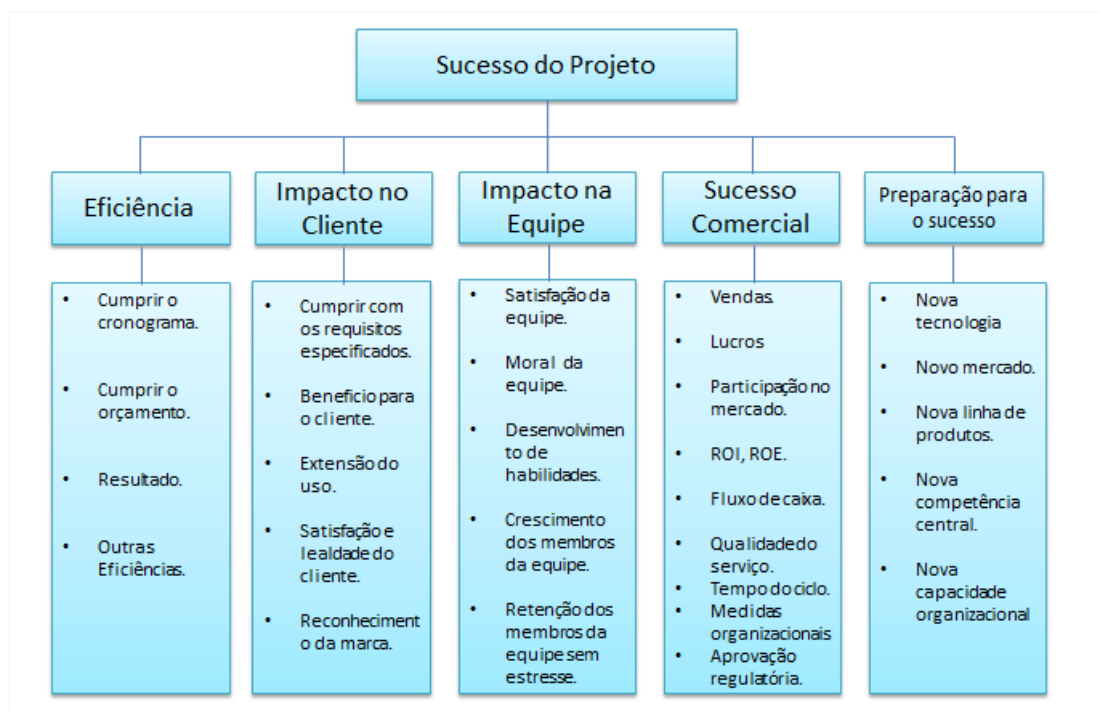 Sucesso do Projeto
Eficiência
• Cumprir o
cronograma.
• Cumprir o
orçamento.
• Resultado.
• Outras
Eficiências.
Impacto no
Cliente
• Cumprir com
os requisitos
especificados.
• Beneficio para
o cliente.
• Extensão do
uso.
• Satisfação e
lealdade do
cliente.
• Reconheciment
o da marca.
Impacto na
Equipe
• Satisfação da
equipe.
• Moral da
equipe.
• Desenvolvimen
to de
habilidades.
• Crescimento
dos membros
da equipe.
• Retenção dos
membros da
equipe sem
estresse.
Sucesso
Comercial
• Vendas.
• Lucros
• Participação no
mercado.
• ROI, ROE.
• Fluxo de caixa.
• Qualidade do
serviço.
• Tempo do ciclo.
• Medidas
organizacionais
• Aprovação
regulatória.
Preparação para
o sucesso
• Nova
tecnologia
• Novo mercado.
• Nova linha de
produtos.
• Nova
competência
central.
• Nova
capacidade
organizacional